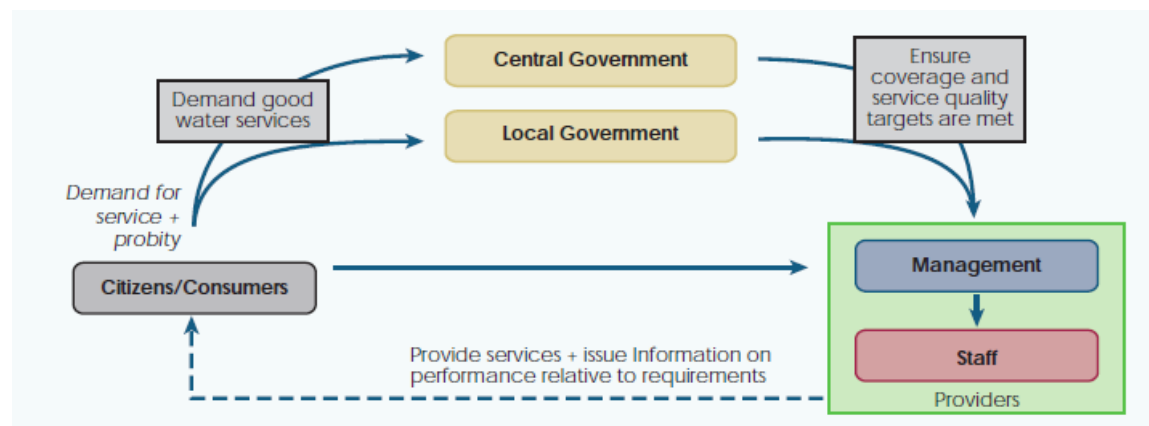 Central Government
Ensure
coverage and
service quality
targets are met
Demand good
water services
Local Government
Demand for
service +
probity
Management
Citizens/Consumers
Provide services + issue Information on
performance relative to requirements
Staff
Providers